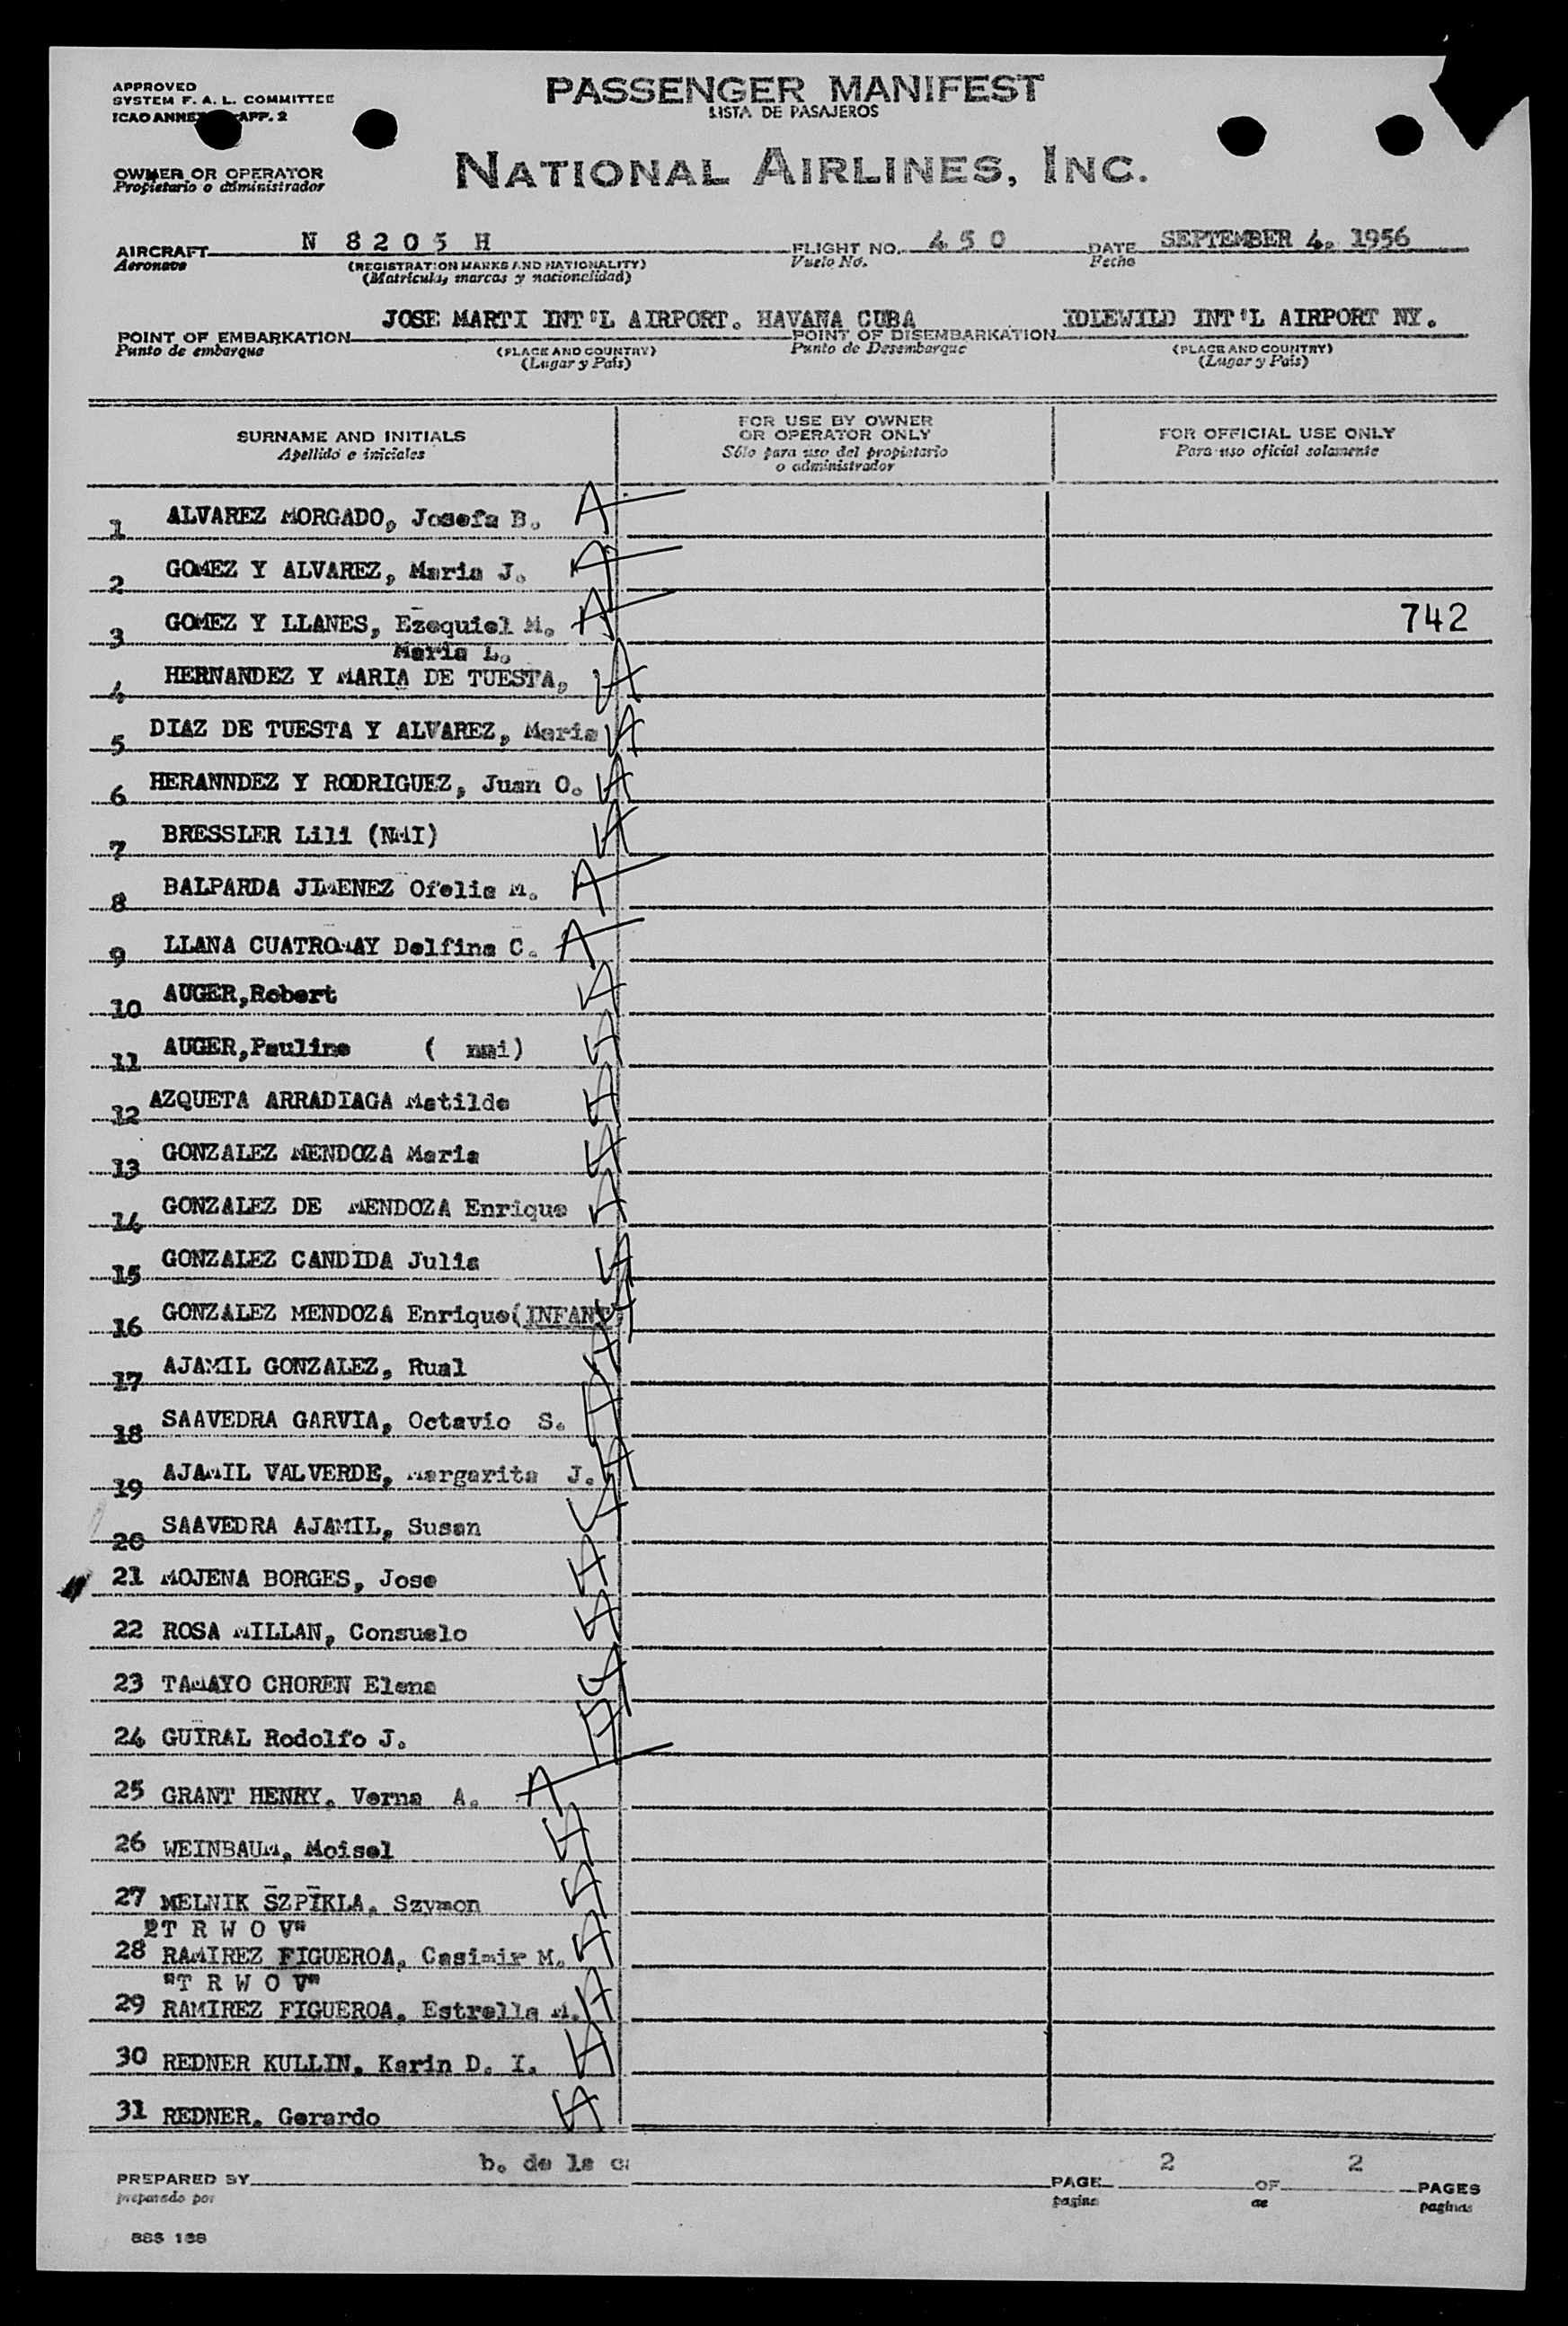 APPROVED
SYSTEM F. A. L. COMMITTEE
ICAO APP. 2
PASSENGER MANIFEST
LISTA DE PASAJEROS
OWNER OR OPERATOR
Propietario o administrador
NATIONAL AIRLINES, INC.
AIRCRAFT N 8205 H FLIGHT NO. 450 DATE SEPTEMBER 4, 1956
Aeronave (REGISTRATION MARKS AND NATIONALITY) Vuelo No. Fecha
(Matricula, marcas y nacionalidad)
JOSE MARTI INT'L AIRPORT. HAVANA CUBA IDLEWILD INT'L AIRPORT NY.
POINT OF EMBARKATION POINT OF DISEMBARKATION
Punto de embarque (PLACE AND COUNTRY) Punto de Desembarque (PLACE AND COUNTRY)
(Lugar y País) (Lugar y País)
SURNAME AND INITIALS
Apellido e iniciales
FOR USE BY OWNER
OR OPERATOR ONLY
Sólo para uso del propietario
o administrador
FOR OFFICIAL USE ONLY
Para uso oficial solamente
1 ALVAREZ MORGADO, Josefa B. A
2 GOMEZ Y ALVAREZ, Maria J. A
3 GOMEZ Y LLANES, Ezequiel M. A 742
Maria L.
4 HERNANDEZ Y MARIA DE TUESTA, A
5 DIAZ DE TUESTA Y ALVAREZ, Maria A
6 HERANNDEZ Y RODRIGUEZ, Juan O. A
7 BRESSLER Lili (NMI) A
8 BALPARDA JIMENEZ Ofelia M. A
9 LLANA CUATROMAY Delfina C. A
10 AUGER,Robert A
11 AUGER,Pauline ( nmi) A
12 AZQUETA ARRADIAGA Matilde A
13 GONZALEZ MENDOZA Maria A
14 GONZALEZ DE MENDOZA Enrique A
15 GONZALEZ CANDIDA Julia A
16 GONZALEZ MENDOZA Enrique(INFANT) A
17 AJAMIL GONZALEZ, Rual A
18 SAAVEDRA GARVIA, Octavio S. A
19 AJAMIL VALVERDE, Margarita J. A
20 SAAVEDRA AJAMIL, Susan A
21 MOJENA BORGES, Jose A
22 ROSA MILLAN, Consuelo A
23 TAMAYO CHOREN Elena A
24 GUIRAL Rodolfo J. A
25 GRANT HENRY, Verna A. A
26 WEINBAUM, Moisel A
27 MELNIK SZPIKLA, Szymon A
"T R W O V"
28 RAMIREZ FIGUEROA, Casimir M. A
"T R W O V"
29 RAMIREZ FIGUEROA, Estrella M. A
30 REDNER KULLIN, Karin D. I. A
31 REDNER, Gerardo A
b. de la 2 2
PREPARED BY PAGE OF PAGES
preparado por pagina de paginas